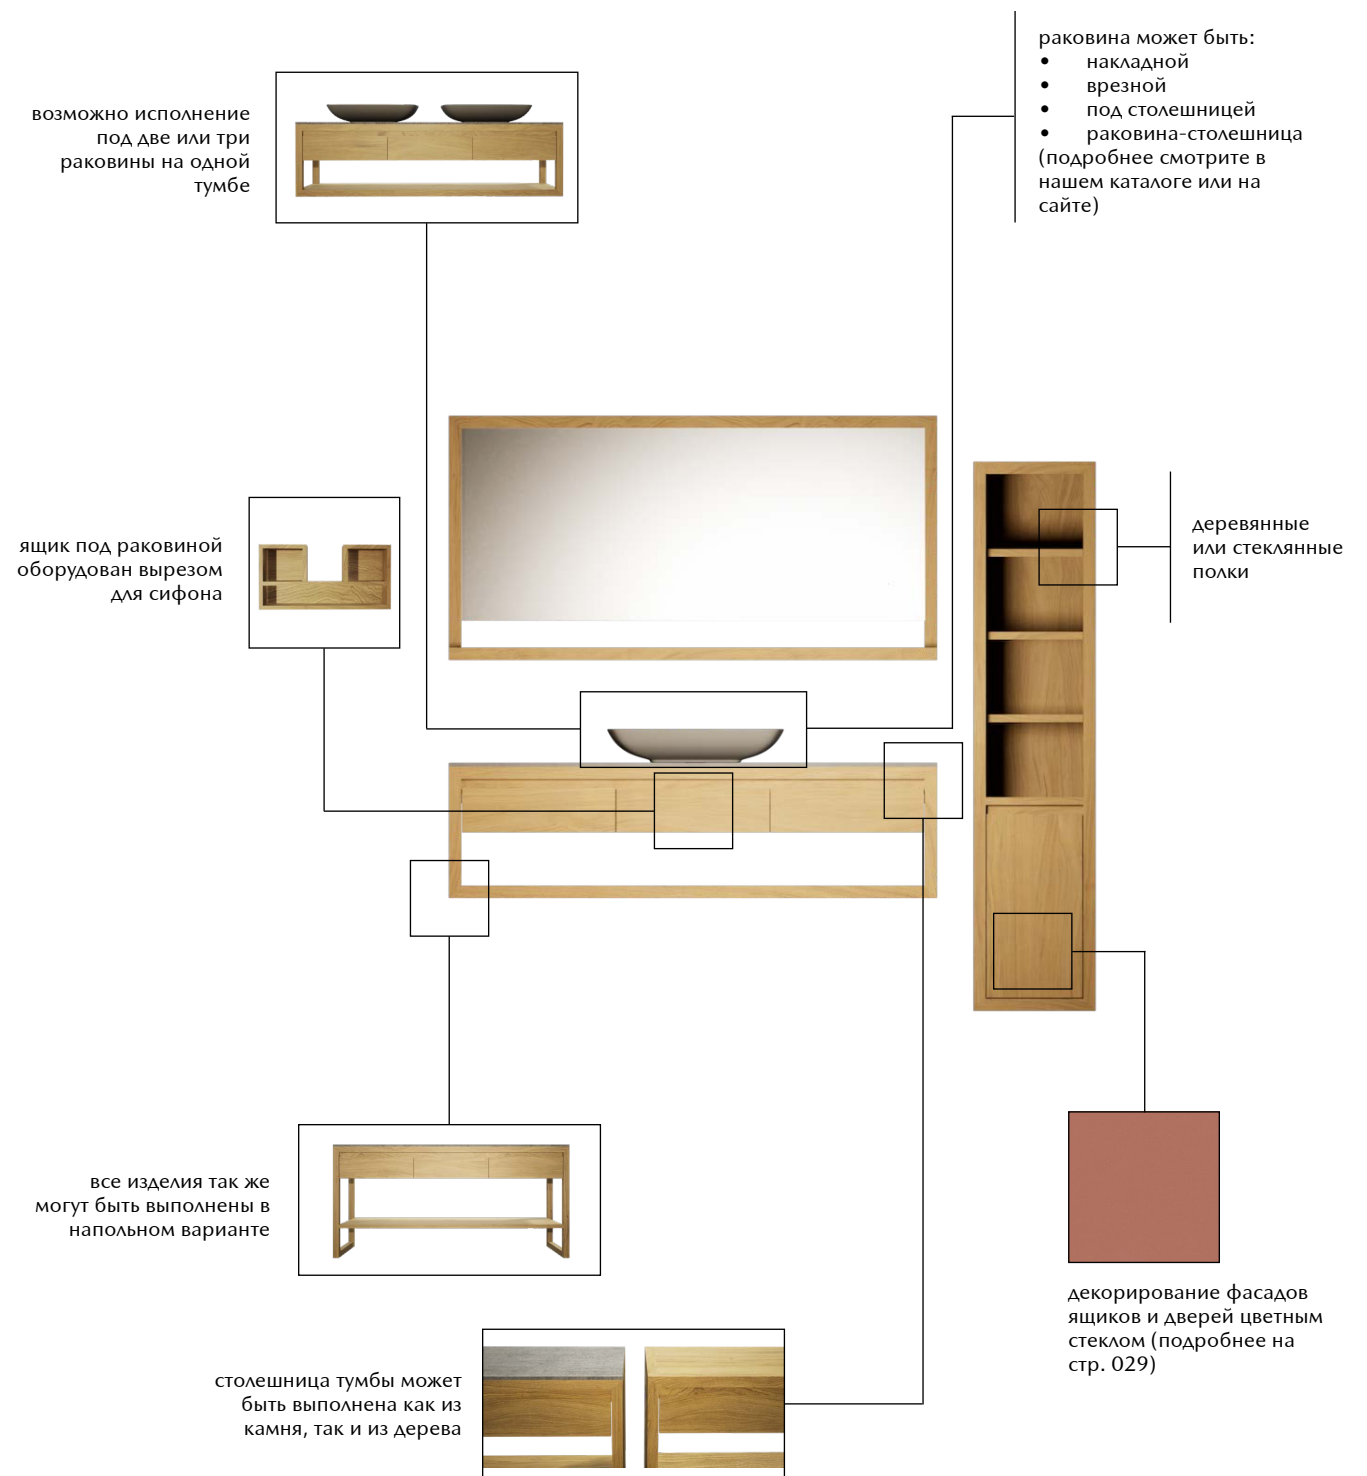 возможно исполнение
под две или три
раковины на одной
тумбе
раковина может быть:
• накладной
• врезной
• под столешницей
• раковина-столешница
(подробнее смотрите в
нашем каталоге или на
сайте)
ящик под раковиной
оборудован вырезом
для сифона
деревянные
или стеклянные
полки
все изделия так же
могут быть выполнены в
напольном варианте
декорирование фасадов
ящиков и дверей цветным
стеклом (подробнее на
стр. 029)
столешница тумбы может
быть выполнена как из
камня, так и из дерева